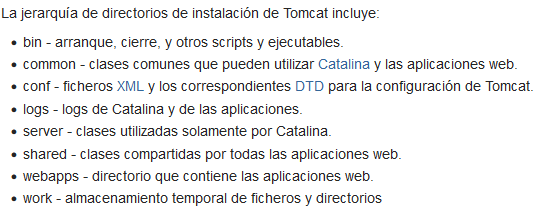 La jerarquía de directorios de instalación de Tomcat incluye:
• bin - arranque, cierre, y otros scripts y ejecutables.
• common - clases comunes que pueden utilizar Catalina y las aplicaciones web.
• conf - ficheros XML y los correspondientes DTD para la configuración de Tomcat.
• logs - logs de Catalina y de las aplicaciones.
• server - clases utilizadas solamente por Catalina.
• shared - clases compartidas por todas las aplicaciones web.
• webapps - directorio que contiene las aplicaciones web.
• work - almacenamiento temporal de ficheros y directorios